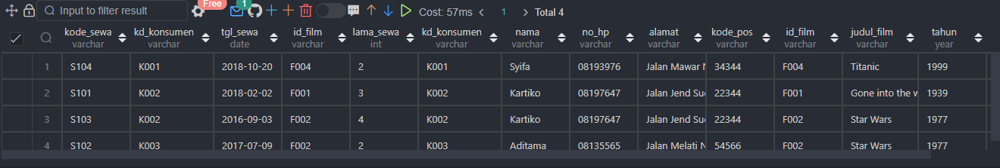 Input to filter result Free 1 Cost: 57ms 1 Total 4
kode_sewa kd_konsumen tgl_sewa id_film lama_sewa kd_konsumen nama no_hp alamat kode_pos id_film judul_film tahun
varchar varchar date varchar int varchar varchar varchar varchar varchar varchar varchar year
1 S104 K001 2018-10-20 F004 2 K001 Syifa 08193976 Jalan Mawar N 34344 F004 Titanic 1999
2 S101 K002 2018-02-02 F001 3 K002 Kartiko 08197647 Jalan Jend Sud 22344 F001 Gone into the w 1939
3 S103 K002 2016-09-03 F002 4 K002 Kartiko 08197647 Jalan Jend Sud 22344 F002 Star Wars 1977
4 S102 K003 2017-07-09 F002 2 K003 Aditama 08135565 Jalan Melati N 54566 F002 Star Wars 1977